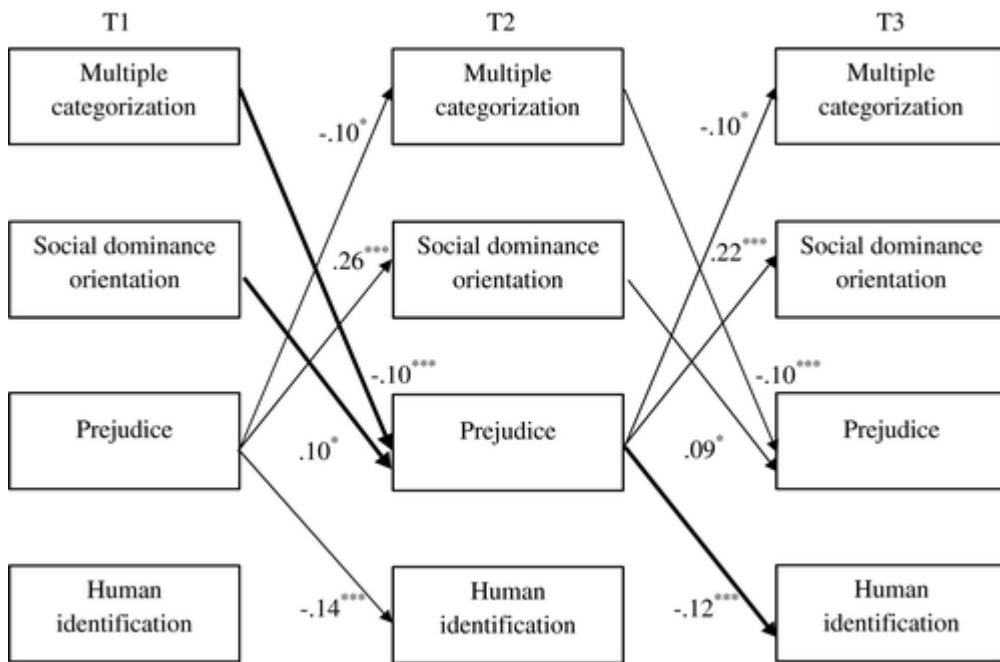 T1 T2 T3
Multiple
categorization
Multiple
categorization
Multiple
categorization
-.10*
-.10*
Social dominance
orientation
.26***
Social dominance
orientation
.22***
Social dominance
orientation
-.10***
-.10***
Prejudice
Prejudice
Prejudice
.10*
.09*
Human
identification
-.14***
Human
identification
-.12***
Human
identification